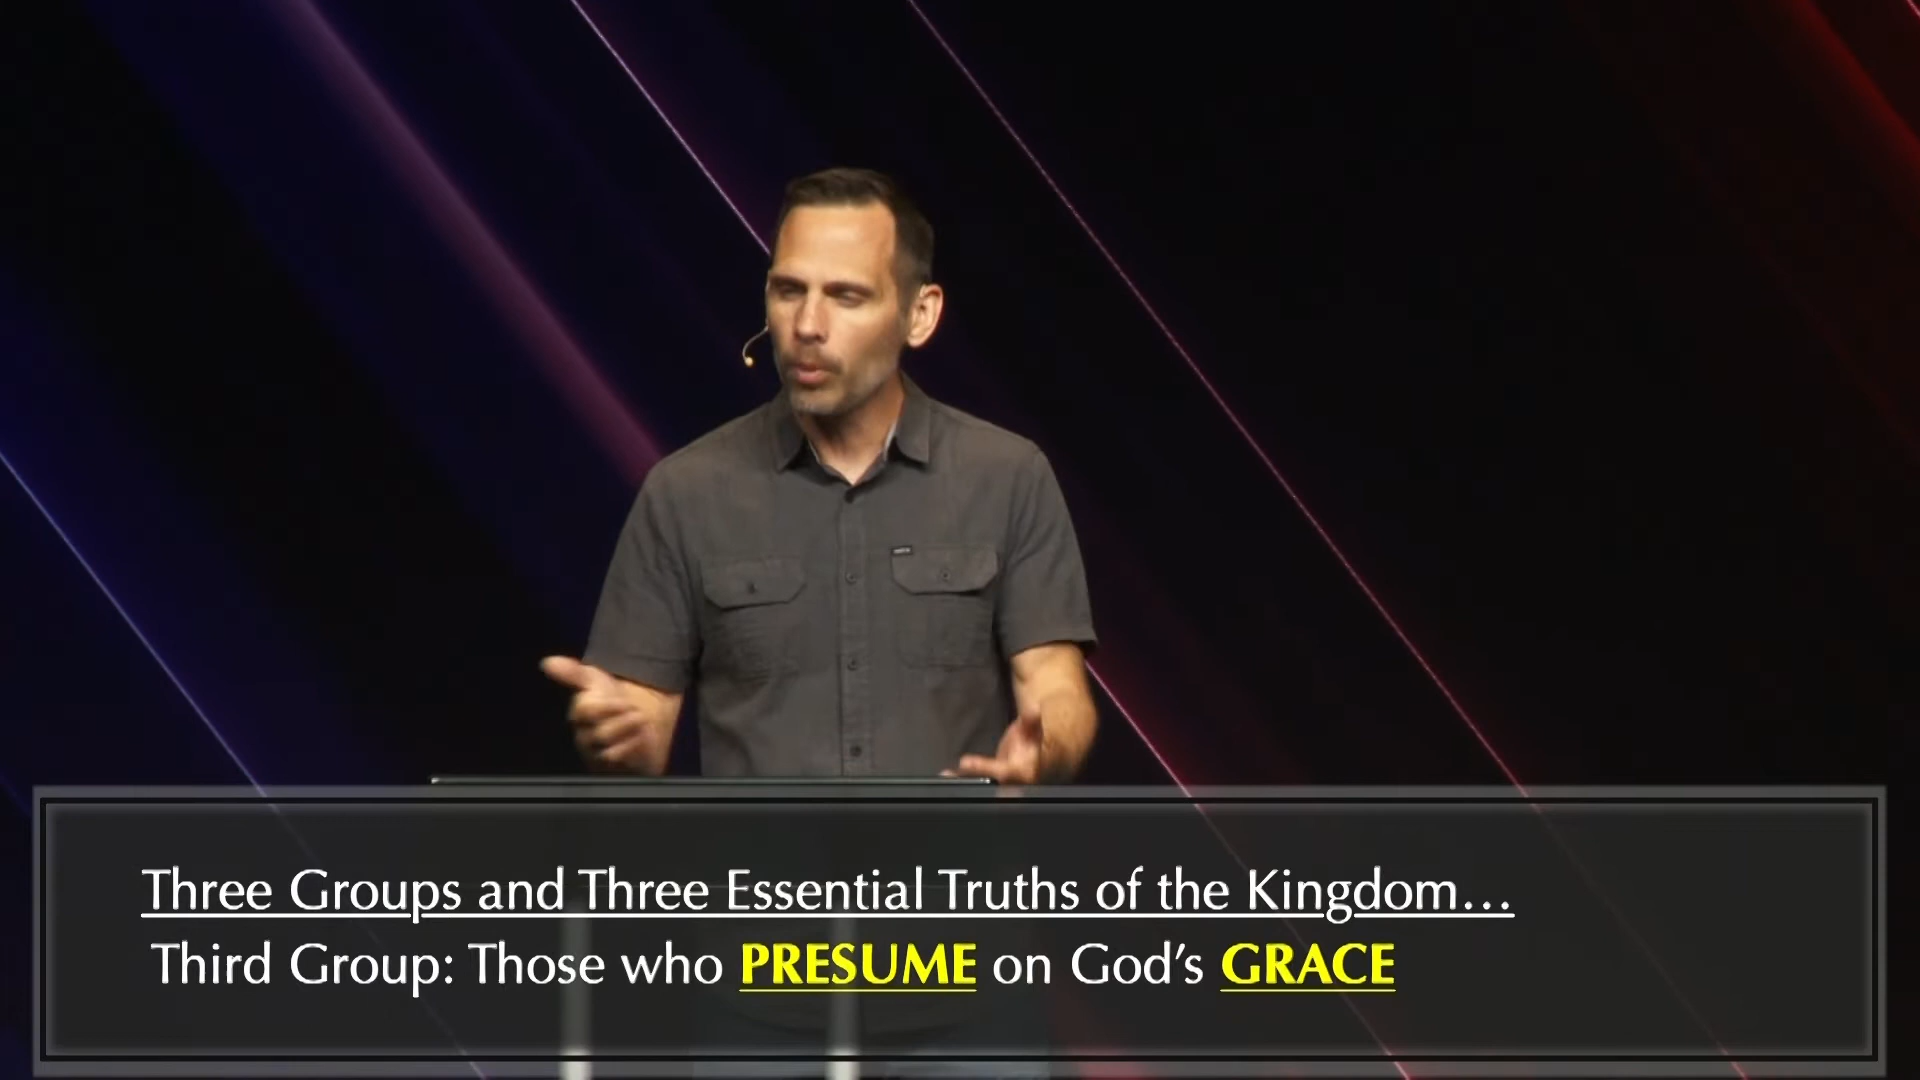 Three Groups and Three Essential Truths of the Kingdom…
Third Group: Those who PRESUME on God’s GRACE